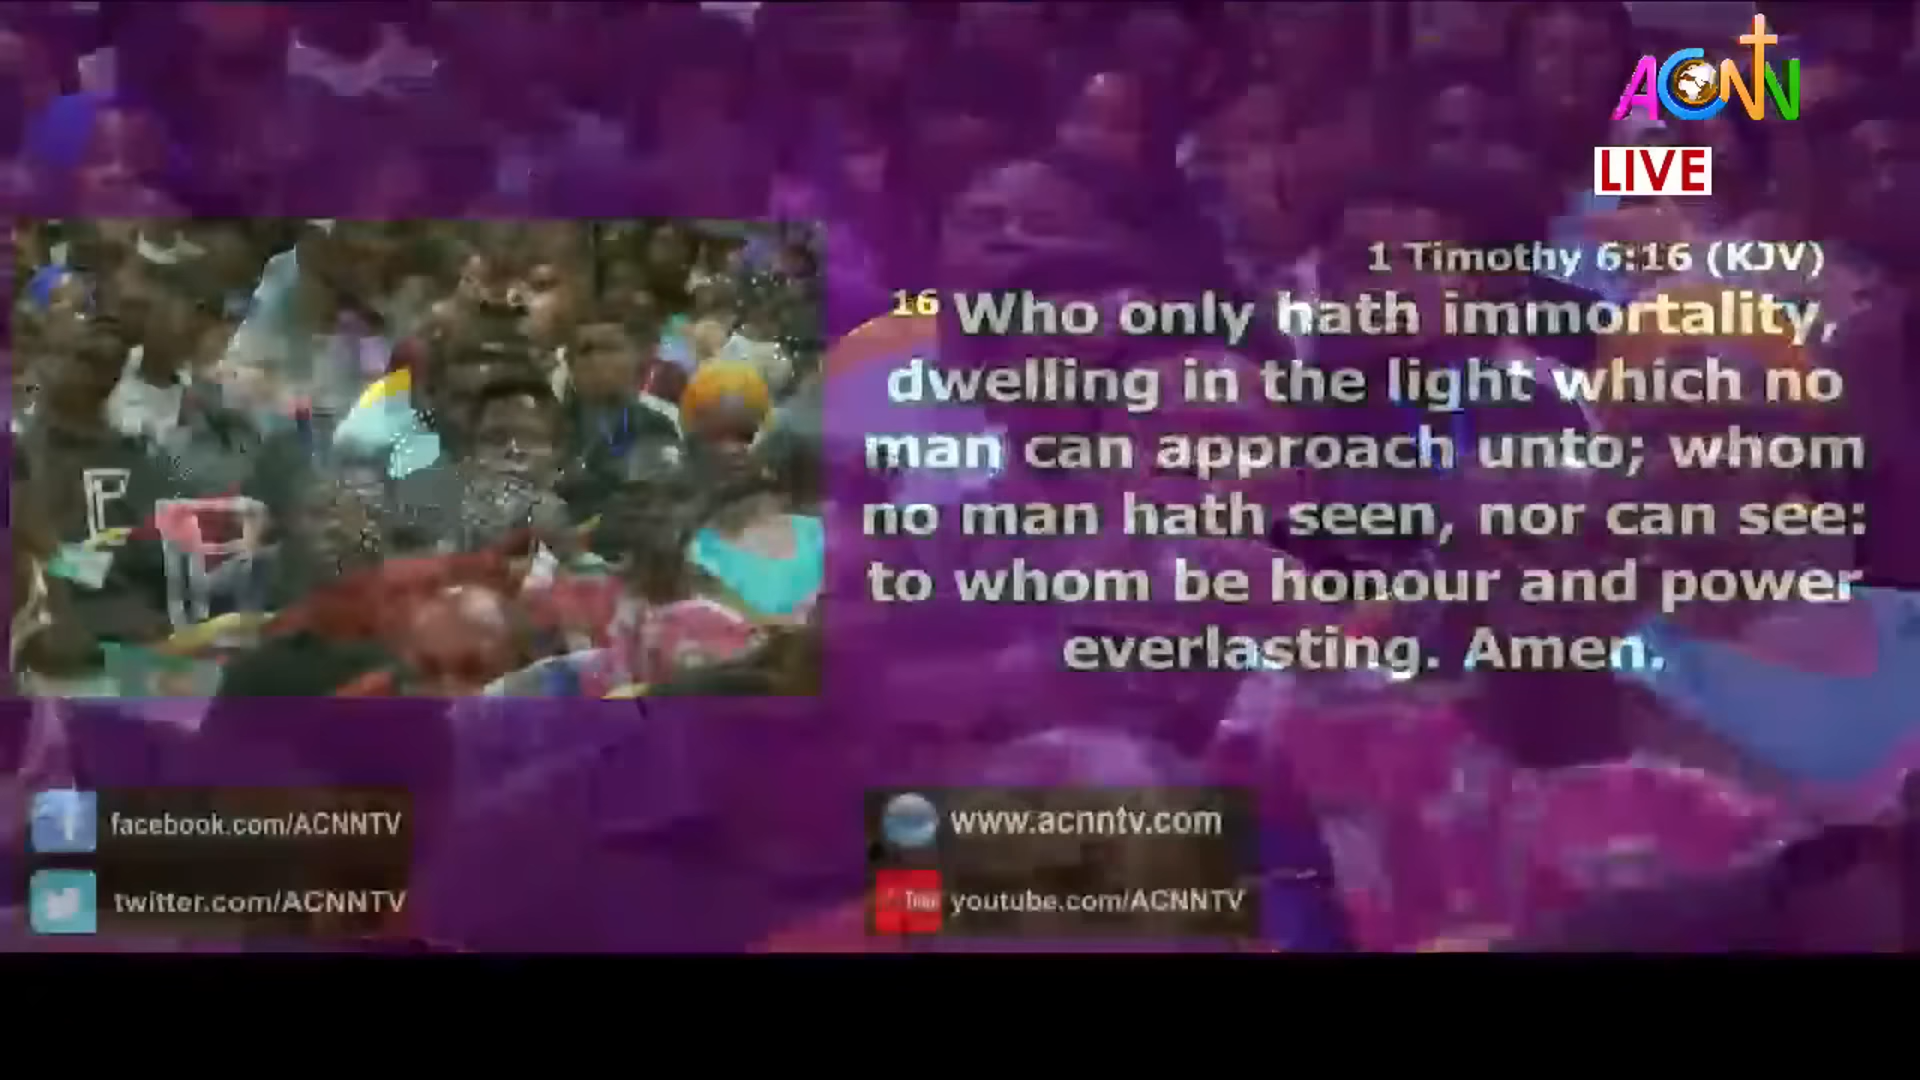 ACNN
LIVE
1 Timothy 6:16 (KJV)
16 Who only hath immortality,
dwelling in the light which no
man can approach unto; whom
no man hath seen, nor can see:
to whom be honour and power
everlasting. Amen.
facebook.com/ACNNTV
twitter.com/ACNNTV
www.acnntv.com
youtube.com/ACNNTV